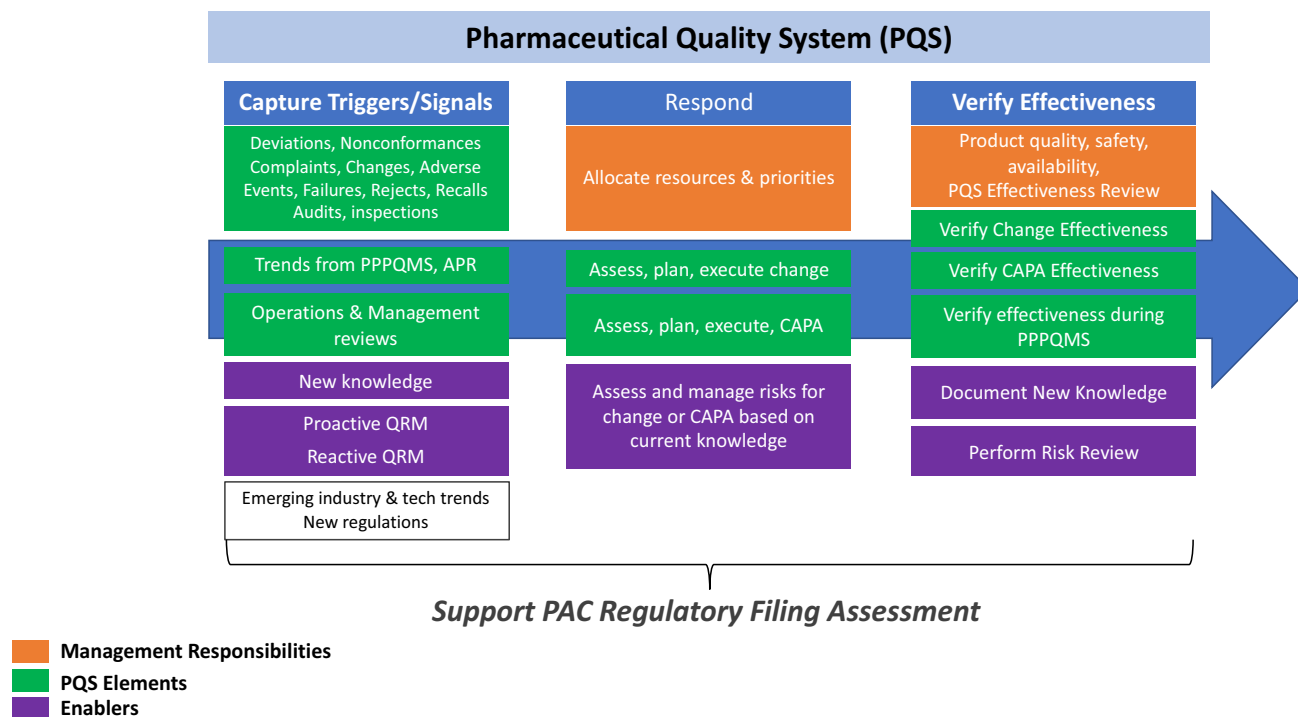 Pharmaceutical Quality System (PQS)
Capture Triggers/Signals
Deviations, Nonconformances
Complaints, Changes, Adverse
Events, Failures, Rejects, Recalls
Audits, inspections
Trends from PPPQMS, APR
Operations & Management
reviews
New knowledge
Proactive QRM
Reactive QRM
Emerging industry & tech trends
New regulations
Respond
Allocate resources & priorities
Assess, plan, execute change
Assess, plan, execute, CAPA
Assess and manage risks for
change or CAPA based on
current knowledge
Verify Effectiveness
Product quality, safety,
availability,
PQS Effectiveness Review
Verify Change Effectiveness
Verify CAPA Effectiveness
Verify effectiveness during
PPPQMS
Document New Knowledge
Perform Risk Review
Support PAC Regulatory Filing Assessment
Management Responsibilities
PQS Elements
Enablers